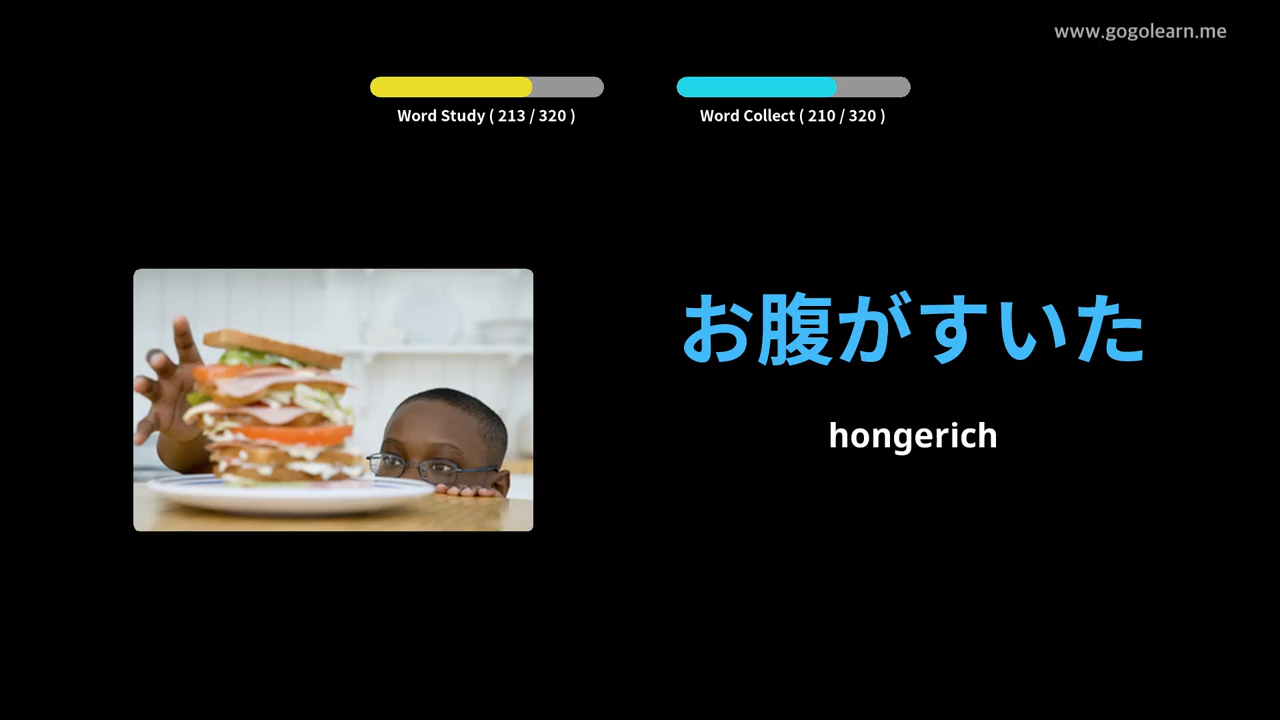 www.gogolearn.me
Word Study ( 213 / 320 )
Word Collect ( 210 / 320 )
お腹がすいた
hongerich